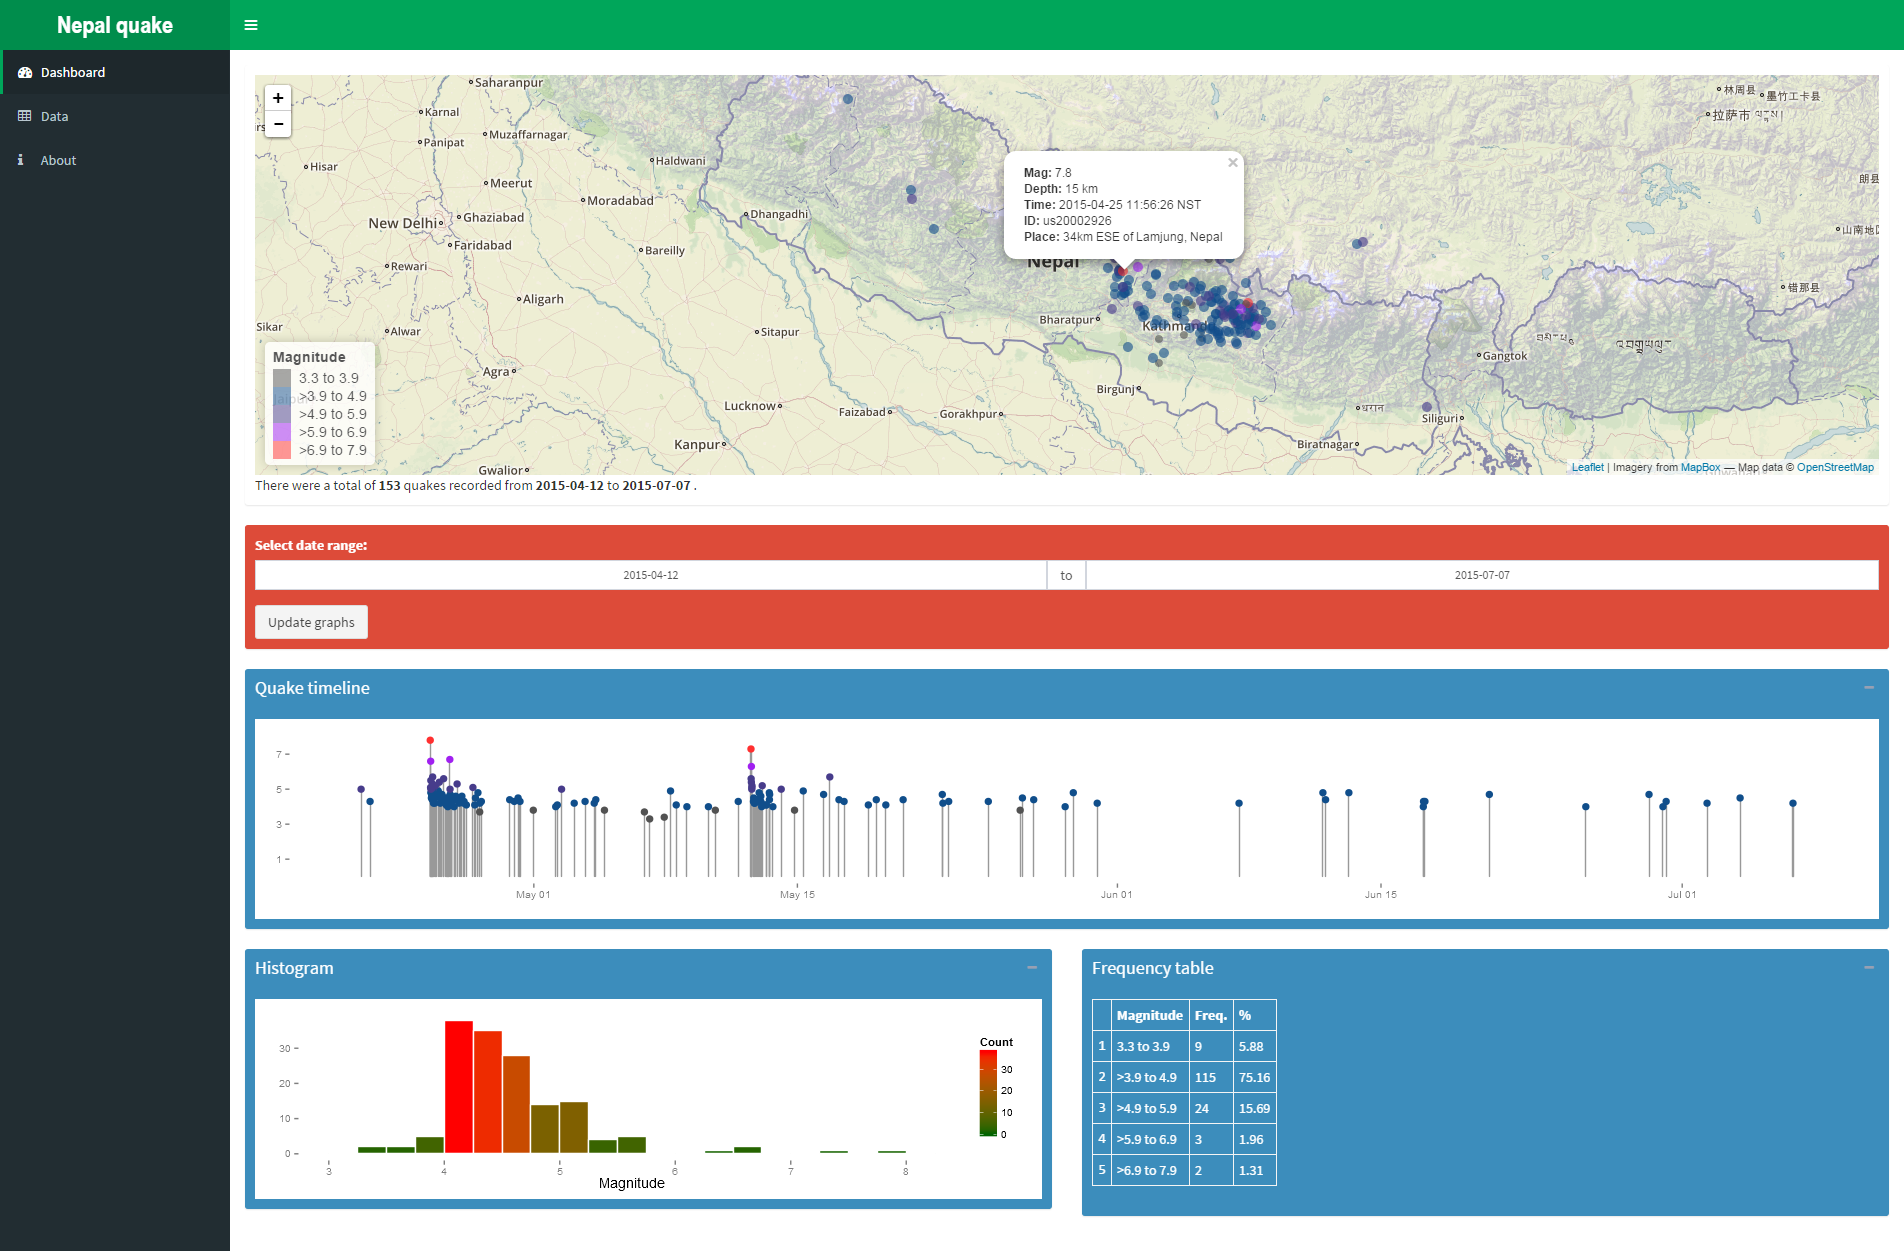 Nepal quake
Dashboard
Data
About
+
−
Saharanpur
Karnal
Panipat
Muzaffarnagar
Hisar
Meerut
Haldwani
Moradabad
New Delhi
Ghaziabad
Faridabad
Dhangadhi
Bareilly
Rewari
Aligarh
Sikar
Alwar
Sitapur
Agra
Lucknow
Faizabad
Gorakhpur
Kanpur
Gwalior
林周县
墨竹工卡县
拉萨市
朗县
山南地区
错那县
×
Mag: 7.8
Depth: 15 km
Time: 2015-04-25 11:56:26 NST
ID: us20002926
Place: 34km ESE of Lamjung, Nepal
Nepal
Bharatpur
Kathmand
Birgunj
Gangtok
འབྲུག་ཡུལ་
धरान
Siliguri
Biratnagar
Magnitude
3.3 to 3.9
>3.9 to 4.9
>4.9 to 5.9
>5.9 to 6.9
>6.9 to 7.9
Leaflet | Imagery from MapBox — Map data © OpenStreetMap
There were a total of 153 quakes recorded from 2015-04-12 to 2015-07-07 .
Select date range:
2015-04-12 to 2015-07-07
Update graphs
Quake timeline
7
5
3
1
May 01 May 15 Jun 01 Jun 15 Jul 01
Histogram
30
20
10
0
3 4 5 6 7 8
Magnitude
Count
30
20
10
0
Frequency table
Magnitude Freq. %
1 3.3 to 3.9 9 5.88
2 >3.9 to 4.9 115 75.16
3 >4.9 to 5.9 24 15.69
4 >5.9 to 6.9 3 1.96
5 >6.9 to 7.9 2 1.31